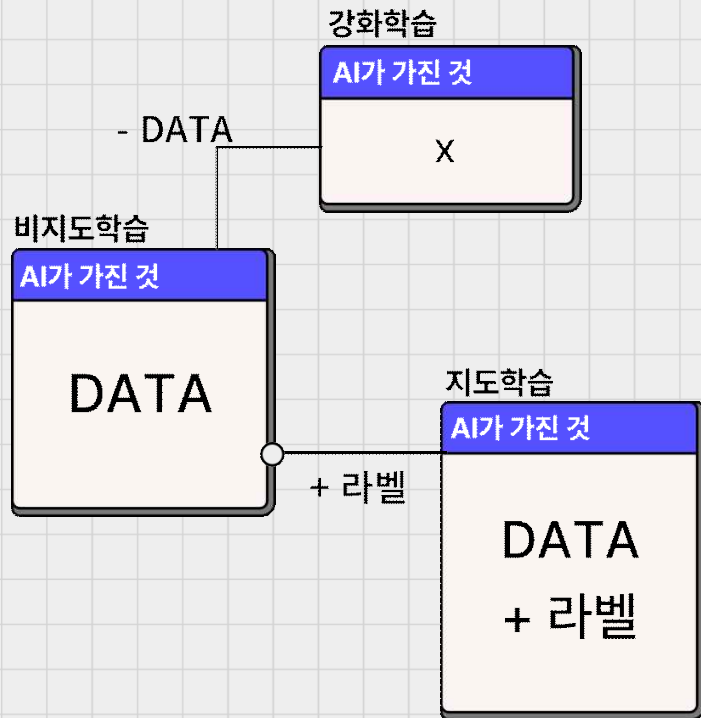 강화학습
AI가 가진 것
x
- DATA
비지도학습
AI가 가진 것
DATA
+ 라벨
지도학습
AI가 가진 것
DATA
+ 라벨